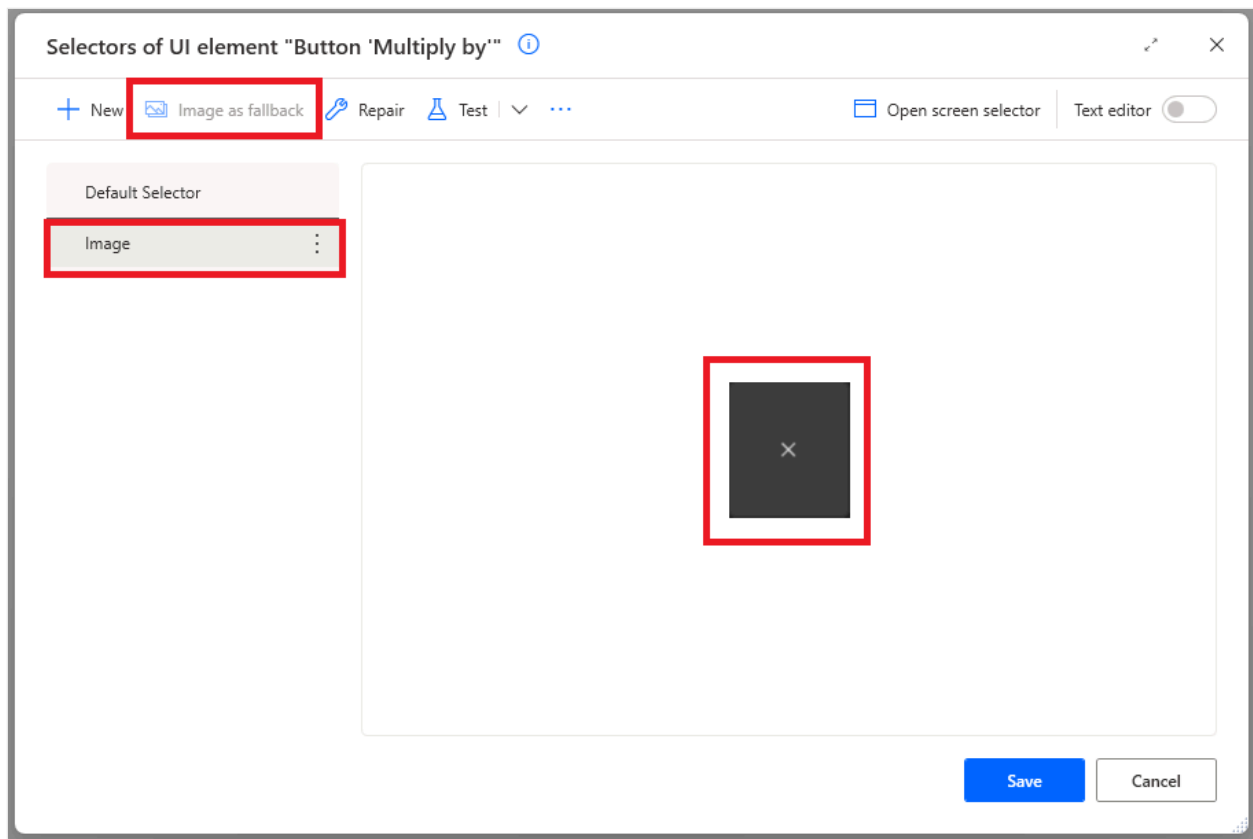 Selectors of UI element "Button 'Multiply by'"
New Image as fallback Repair Test Open screen selector Text editor
Default Selector
Image
Save Cancel